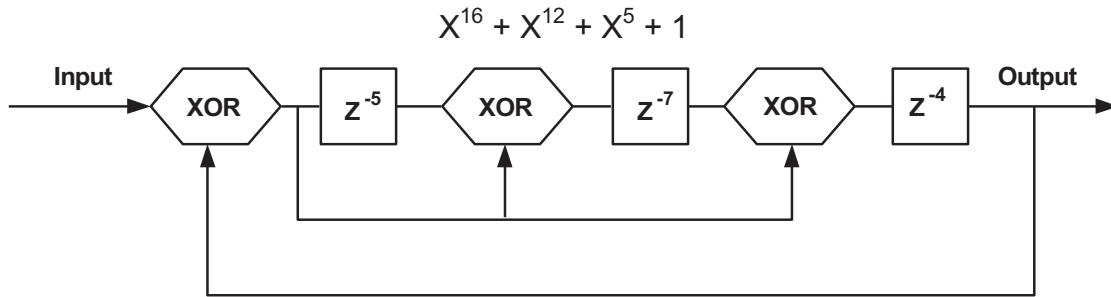 X¹⁶ + X¹² + X⁵ + 1
Input
XOR
Z⁻⁵
XOR
Z⁻⁷
XOR
Z⁻⁴
Output